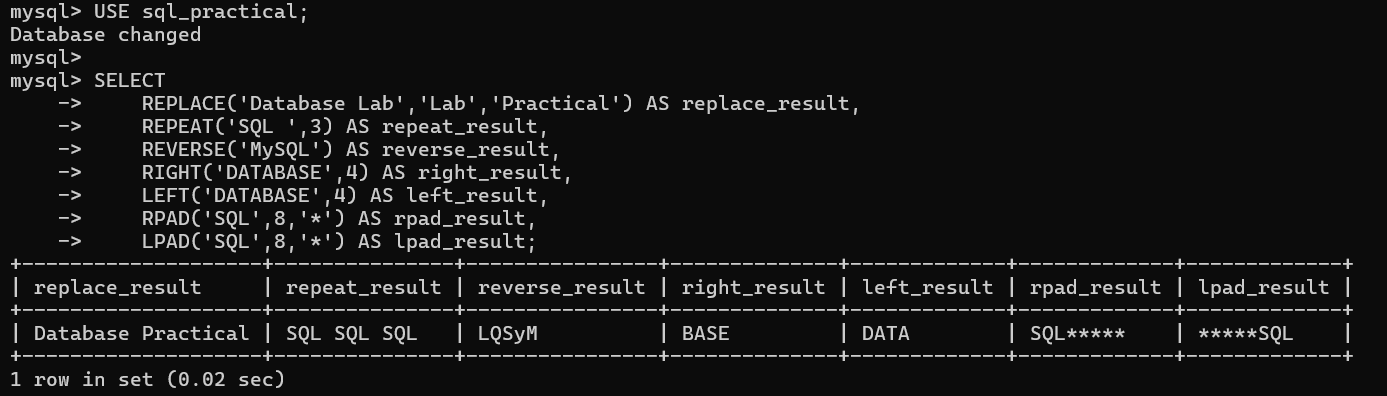 mysql> USE sql_practical;
Database changed
mysql>
mysql> SELECT
    ->     REPLACE('Database Lab','Lab','Practical') AS replace_result,
    ->     REPEAT('SQL ',3) AS repeat_result,
    ->     REVERSE('MySQL') AS reverse_result,
    ->     RIGHT('DATABASE',4) AS right_result,
    ->     LEFT('DATABASE',4) AS left_result,
    ->     RPAD('SQL',8,'*') AS rpad_result,
    ->     LPAD('SQL',8,'*') AS lpad_result;
+--------------------+---------------+----------------+--------------+-------------+-------------+-------------+
| replace_result     | repeat_result | reverse_result | right_result | left_result | rpad_result | lpad_result |
+--------------------+---------------+----------------+--------------+-------------+-------------+-------------+
| Database Practical | SQL SQL SQL   | LQSyM          | BASE         | DATA        | SQL*****    | *****SQL    |
+--------------------+---------------+----------------+--------------+-------------+-------------+-------------+
1 row in set (0.02 sec)